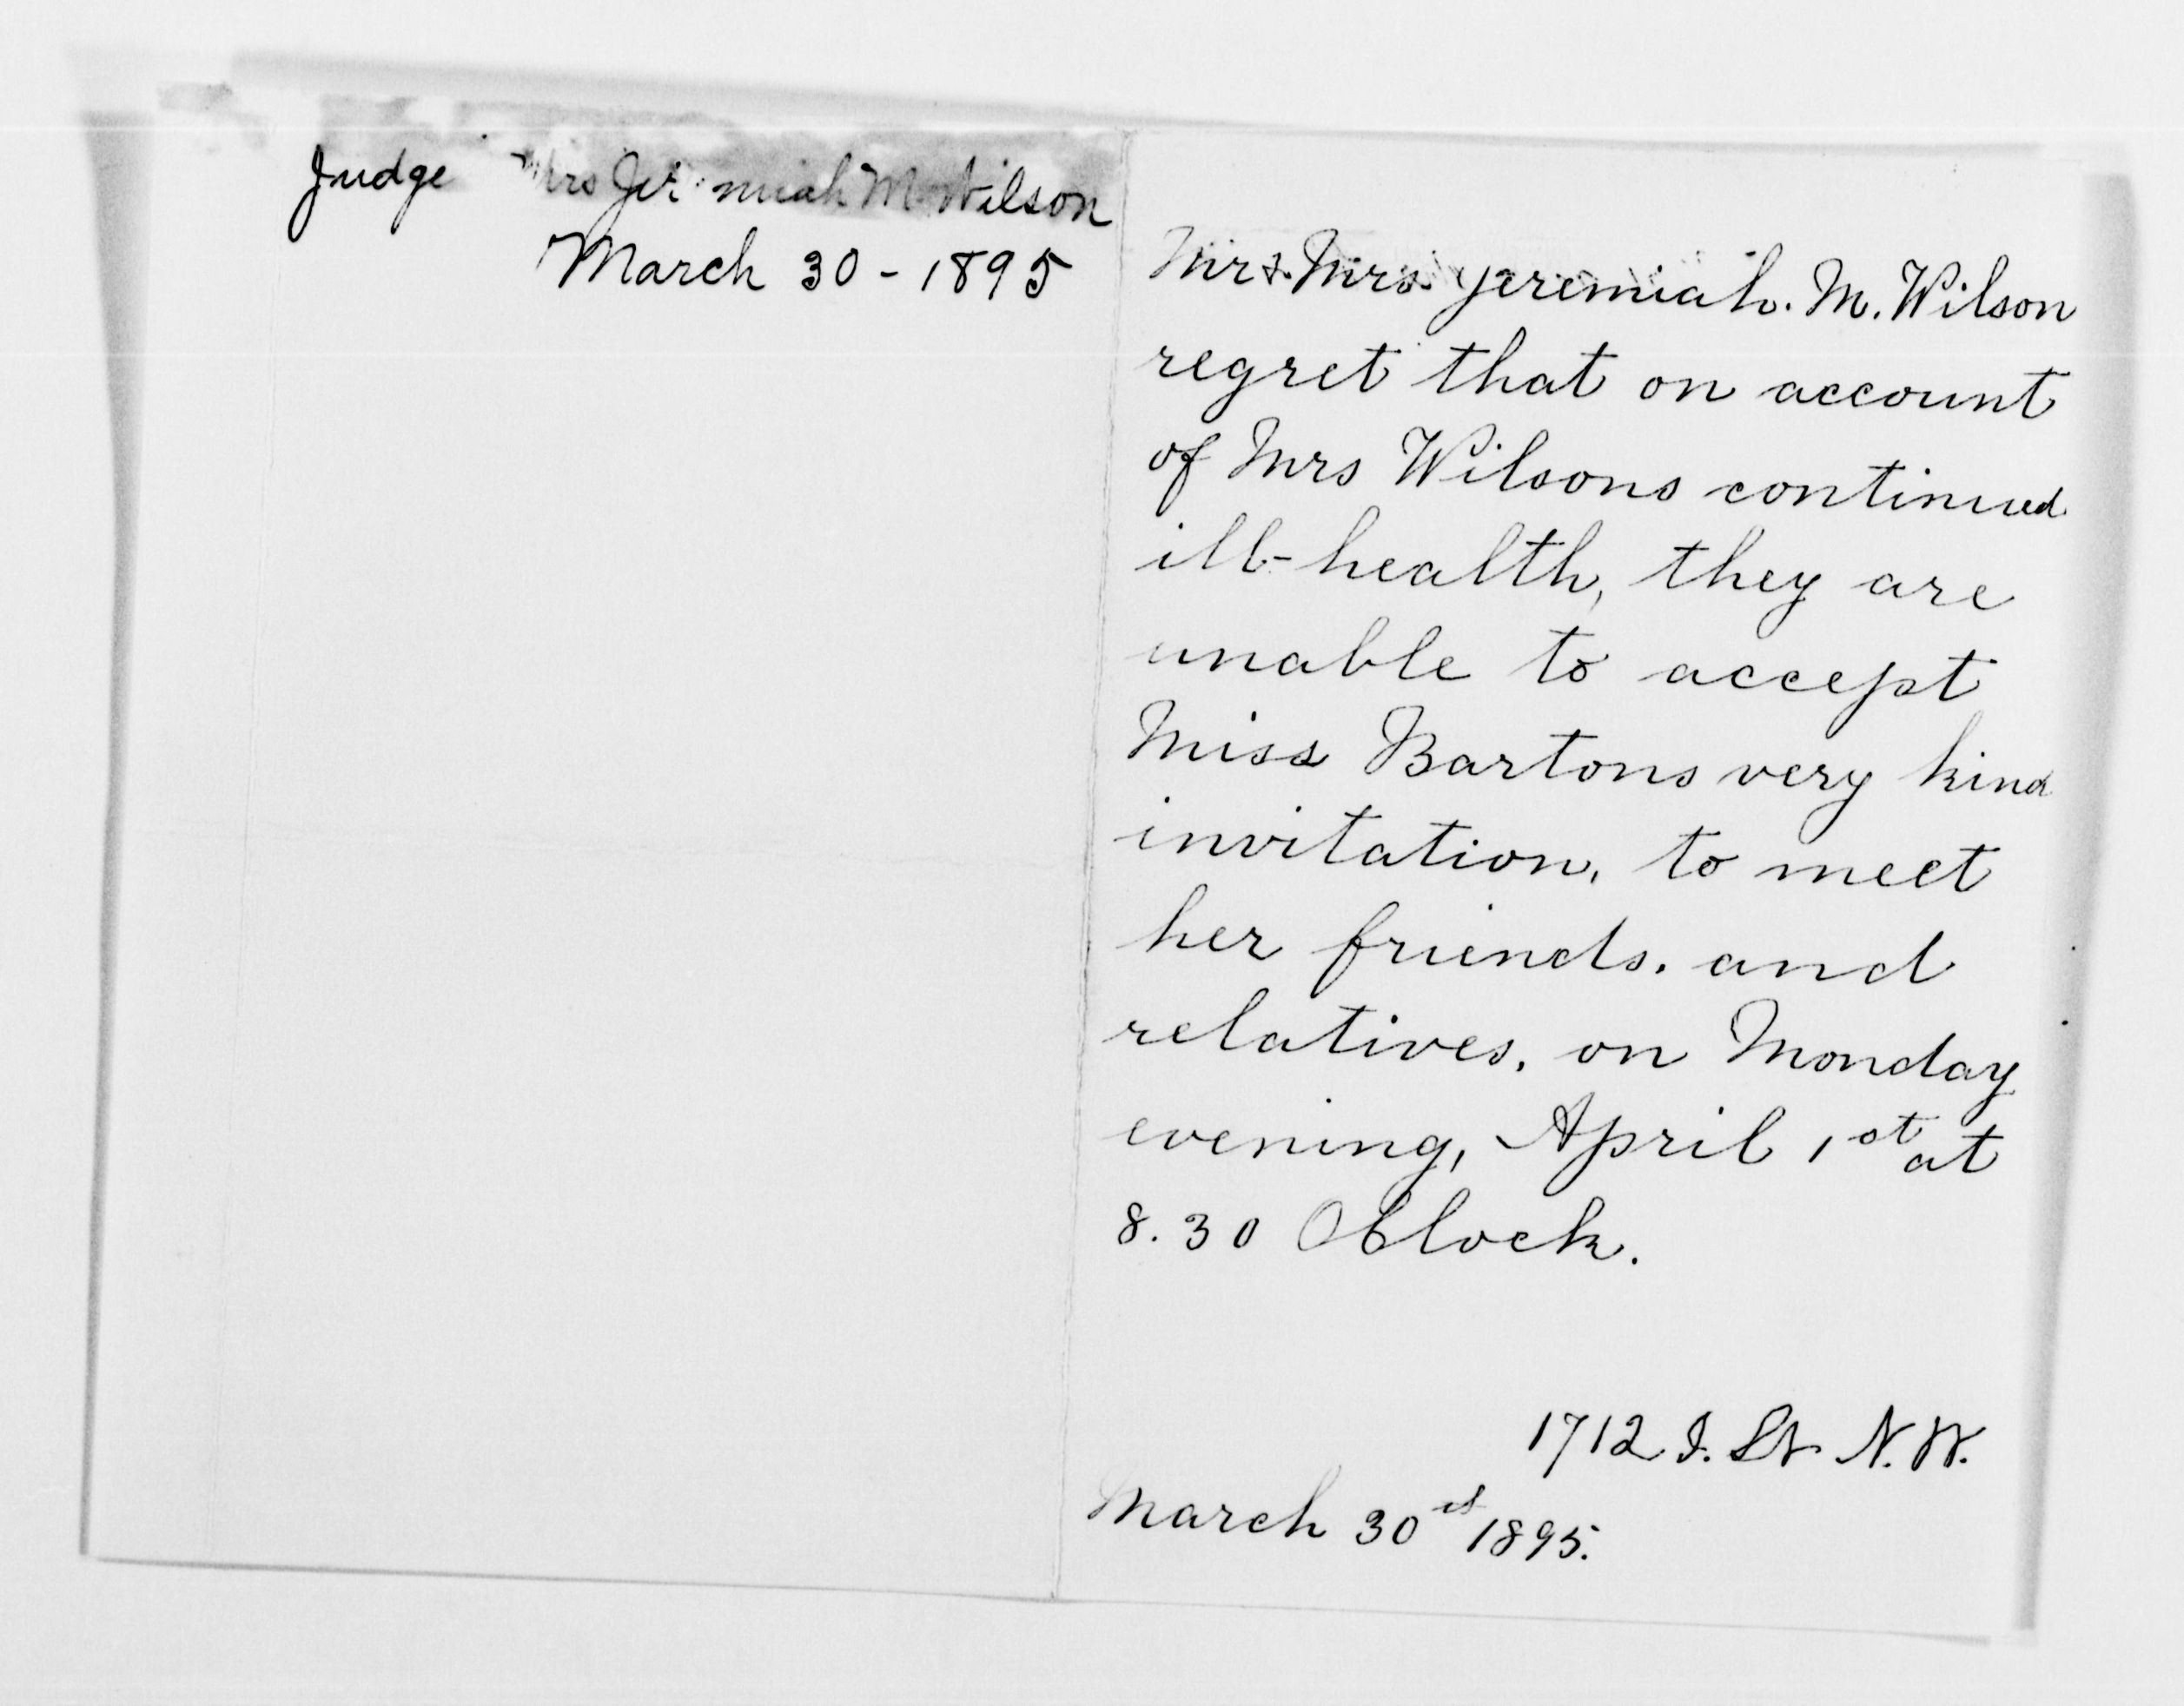 Judge Mrs Jeremiah M Wilson
March 30 - 1895
Mr & Mrs. Jeremiah. M. Wilson
regret that on account
of Mrs Wilsons continued
ill-health, they are
unable to accept
Miss Bartons very kind
invitation, to meet
her friends. and
relatives, on Monday
evening, April 1st at
8.30 OClock.
1712 I. St N.W.
March 30 1895.